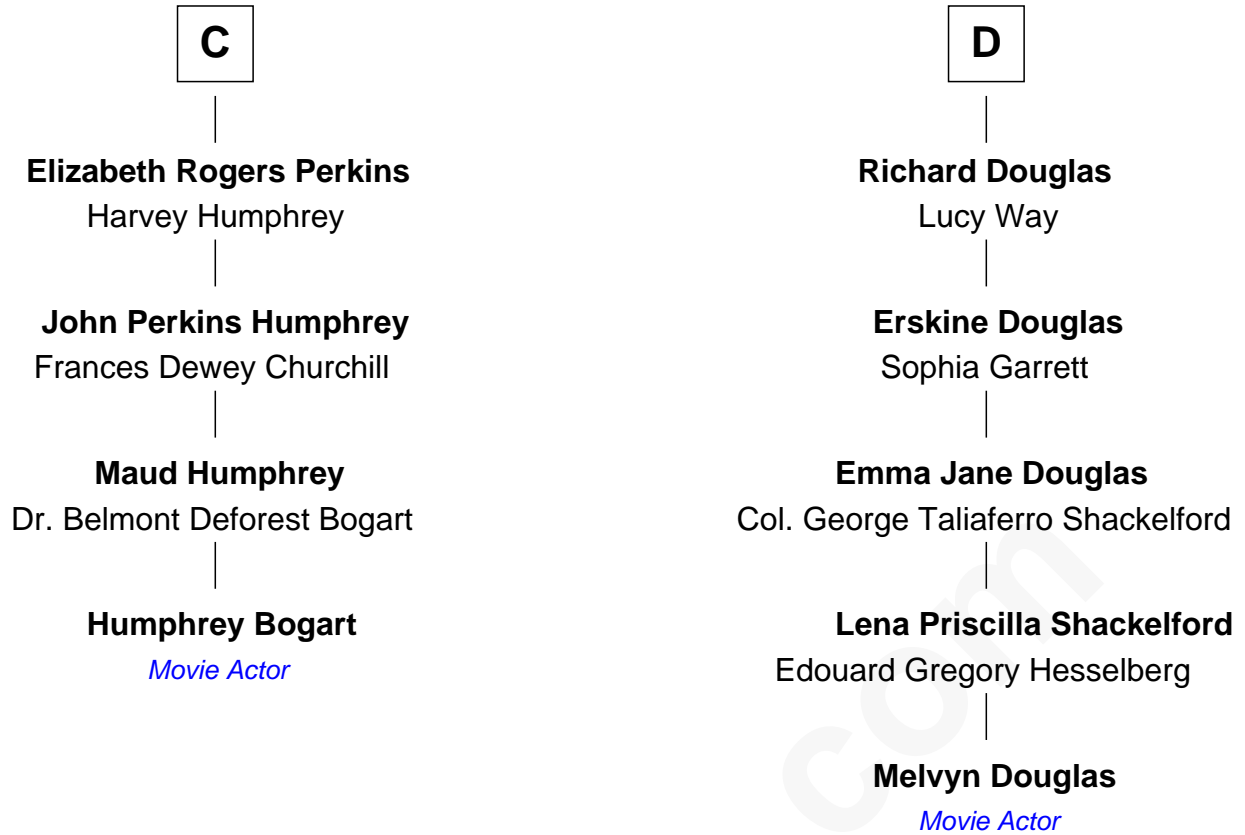 C
Elizabeth Rogers Perkins
Harvey Humphrey
John Perkins Humphrey
Frances Dewey Churchill
Maud Humphrey
Dr. Belmont Deforest Bogart
Humphrey Bogart
Movie Actor
D
Richard Douglas
Lucy Way
Erskine Douglas
Sophia Garrett
Emma Jane Douglas
Col. George Taliaferro Shackelford
Lena Priscilla Shackelford
Edouard Gregory Hesselberg
Melvyn Douglas
Movie Actor
com